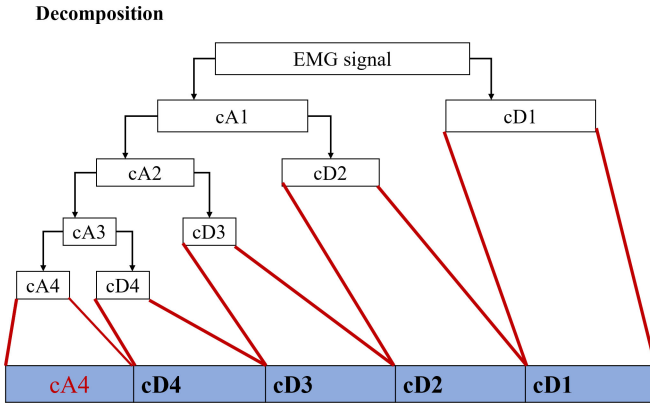 Decomposition
EMG signal
cA1
cD1
cA2
cD2
cA3
cD3
cA4
cD4
cA4
cD4
cD3
cD2
cD1